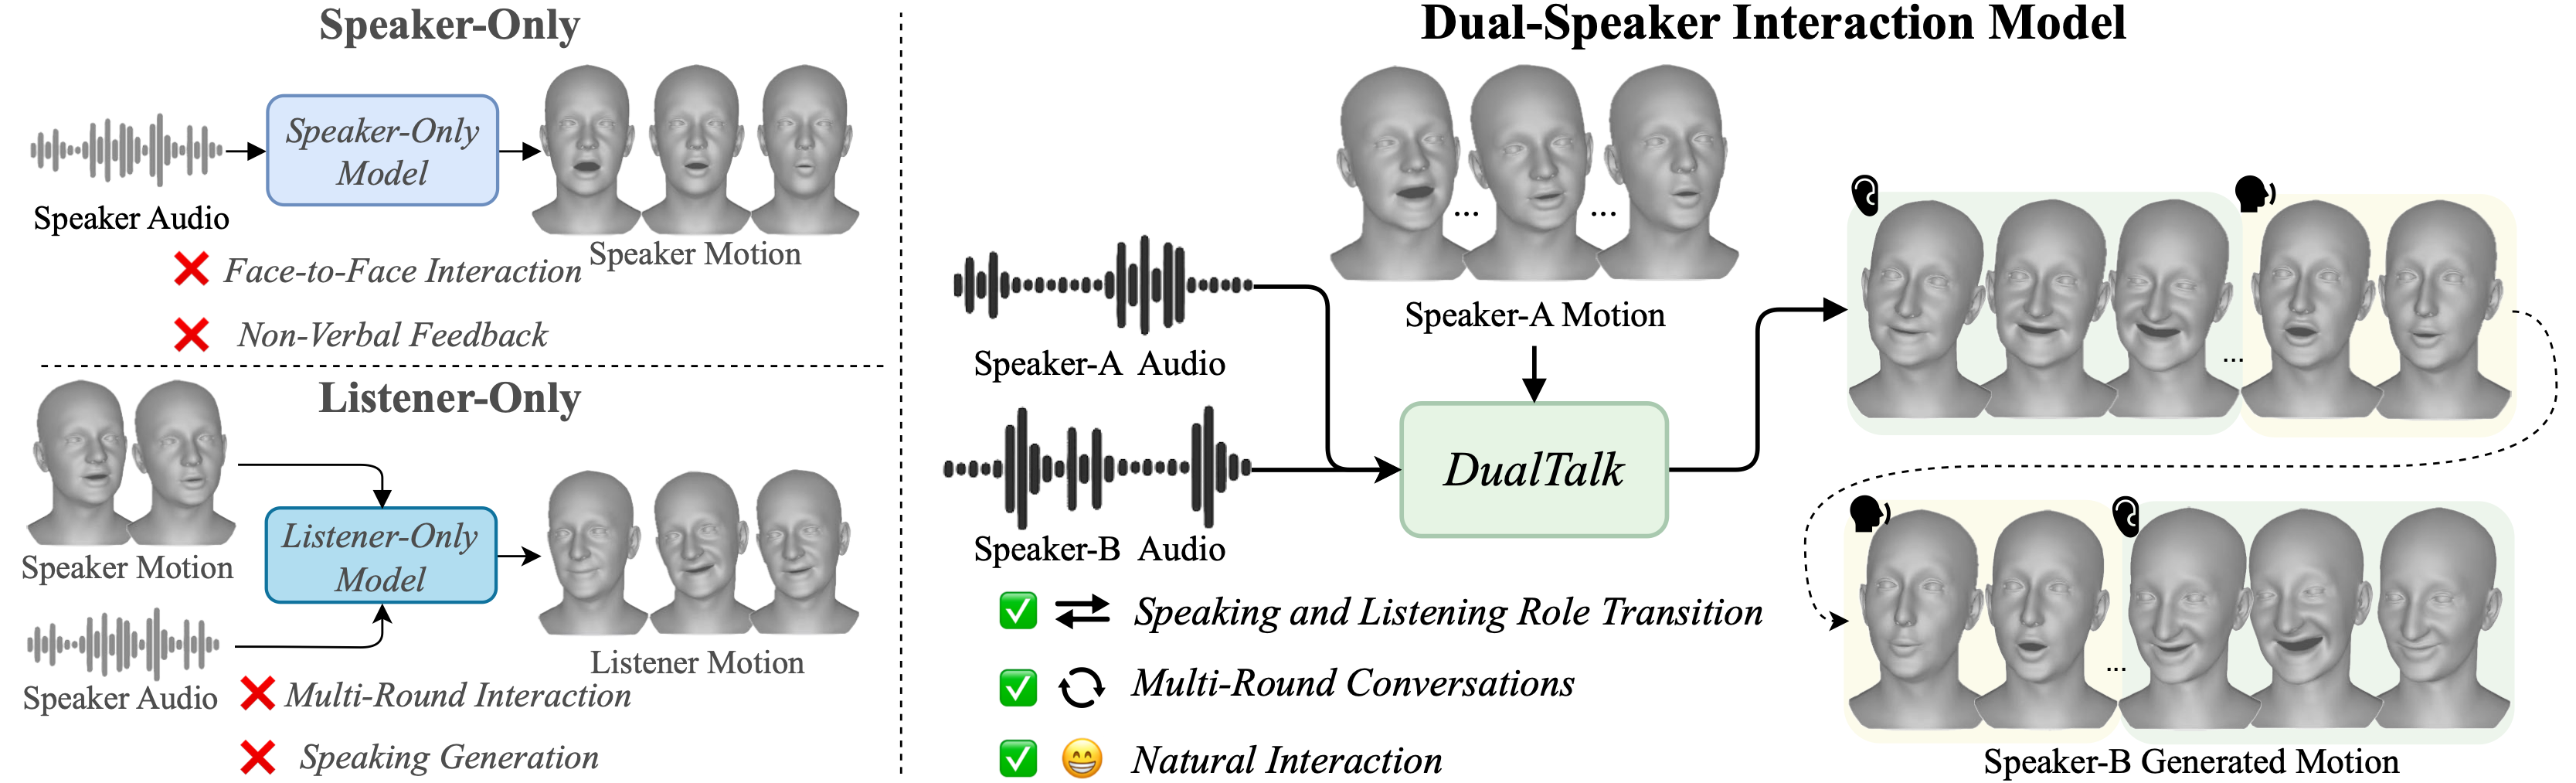 Speaker-Only
Speaker-Only
Model
Speaker Audio
Speaker Motion
Face-to-Face Interaction
Non-Verbal Feedback
Listener-Only
Speaker Motion
Listener-Only
Model
Speaker Audio
Listener Motion
Multi-Round Interaction
Speaking Generation
Dual-Speaker Interaction Model
...
...
Speaker-A Motion
Speaker-A Audio
Speaker-B Audio
DualTalk
...
...
Speaking and Listening Role Transition
Multi-Round Conversations
Natural Interaction
Speaker-B Generated Motion